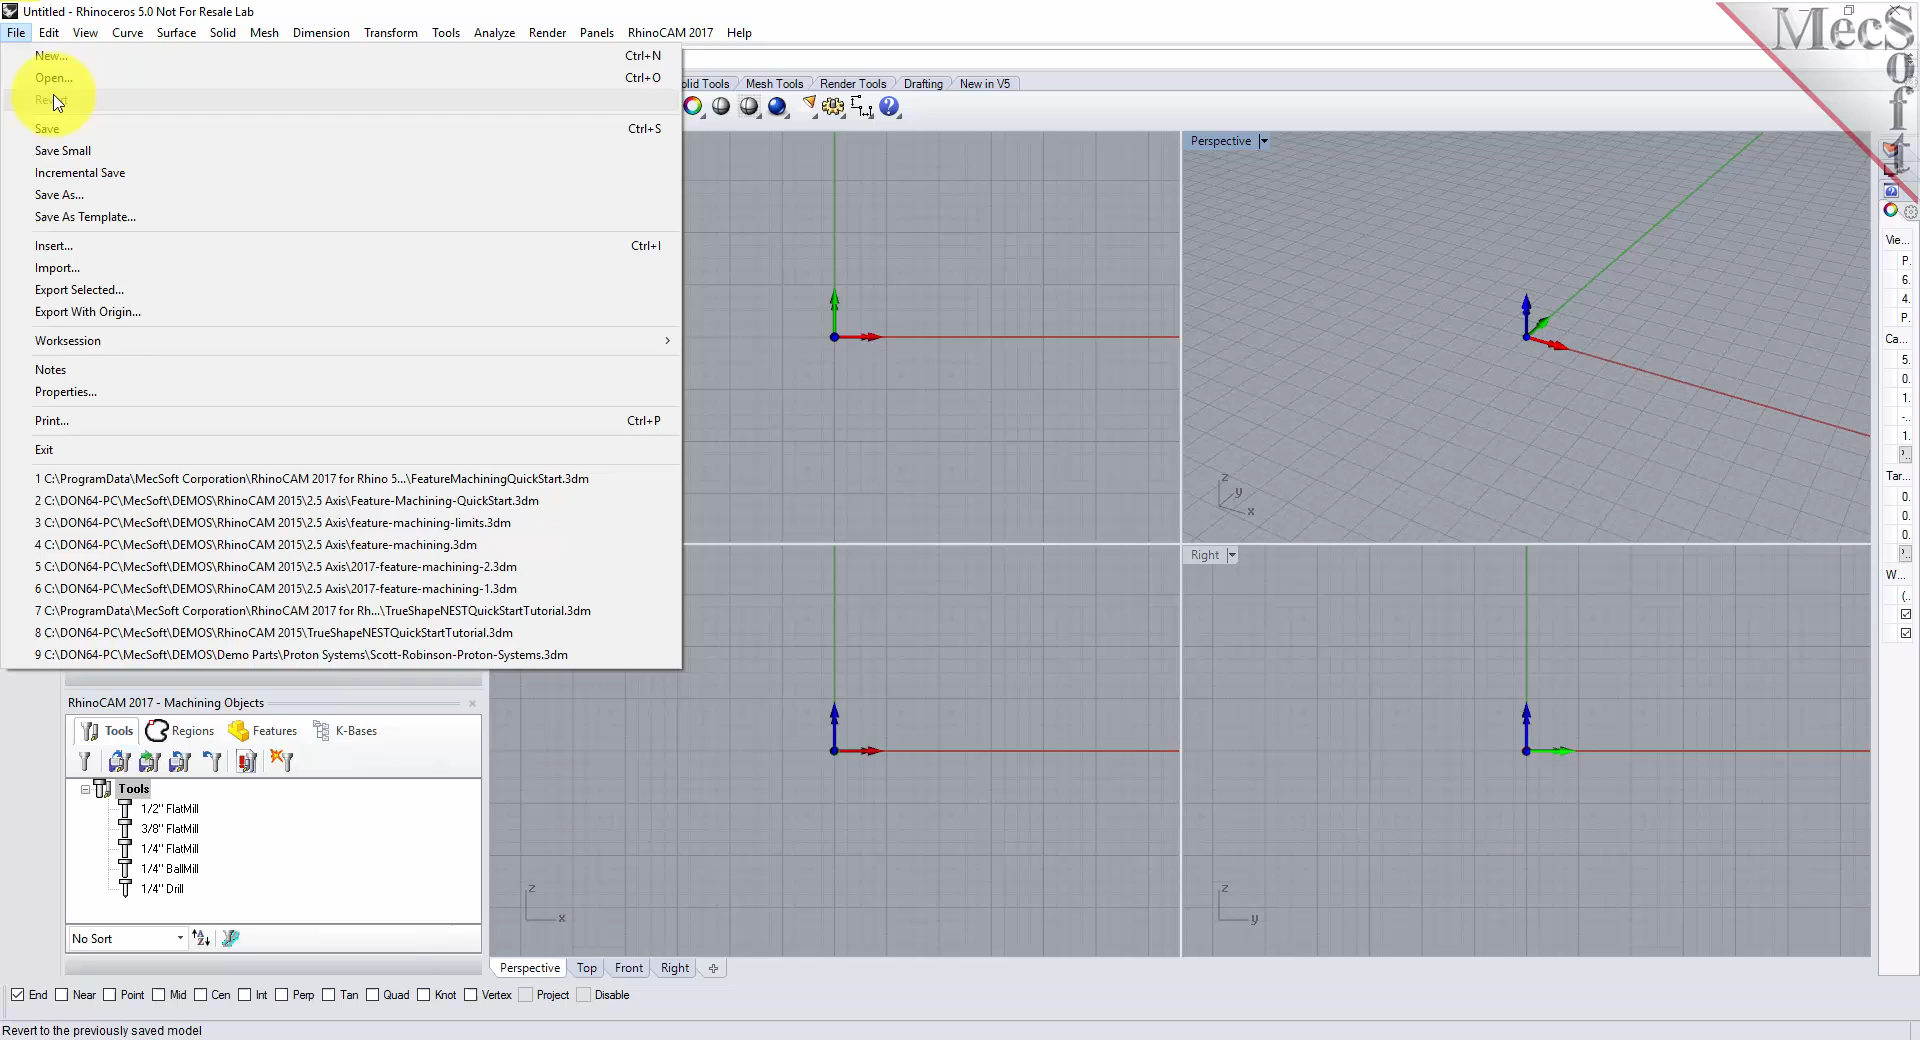 Untitled - Rhinoceros 5.0 Not For Resale Lab
File Edit View Curve Surface Solid Mesh Dimension Transform Tools Analyze Render Panels RhinoCAM 2017 Help
MecSoft
New... Ctrl+N
Open... Ctrl+O
Save Ctrl+S
Save Small
Incremental Save
Save As...
Save As Template...
Insert... Ctrl+I
Import...
Export Selected...
Export With Origin...
Worksession
Notes
Properties...
Print... Ctrl+P
Exit
1 C:\ProgramData\MecSoft Corporation\RhinoCAM 2017 for Rhino 5...\FeatureMachiningQuickStart.3dm
2 C:\DON64-PC\MecSoft\DEMOS\RhinoCAM 2015\2.5 Axis\Feature-Machining-QuickStart.3dm
3 C:\DON64-PC\MecSoft\DEMOS\RhinoCAM 2015\2.5 Axis\feature-machining-limits.3dm
4 C:\DON64-PC\MecSoft\DEMOS\RhinoCAM 2015\2.5 Axis\feature-machining.3dm
5 C:\DON64-PC\MecSoft\DEMOS\RhinoCAM 2015\2.5 Axis\2017-feature-machining-2.3dm
6 C:\DON64-PC\MecSoft\DEMOS\RhinoCAM 2015\2.5 Axis\2017-feature-machining-1.3dm
7 C:\ProgramData\MecSoft Corporation\RhinoCAM 2017 for Rh...\TrueShapeNESTQuickStartTutorial.3dm
8 C:\DON64-PC\MecSoft\DEMOS\RhinoCAM 2015\TrueShapeNESTQuickStartTutorial.3dm
9 C:\DON64-PC\MecSoft\DEMOS\Demo Parts\Proton Systems\Scott-Robinson-Proton-Systems.3dm
olid Tools Mesh Tools Render Tools Drafting New in V5
Perspective
z
y
x
Right
z
x
z
y
Vie...
P.
6.
4.
P.
Ca...
5.
0.
1.
-.
1.
Tar...
0.
0.
0.
W...
(..
RhinoCAM 2017 - Machining Objects
Tools Regions Features K-Bases
Tools
1/2'' FlatMill
3/8'' FlatMill
1/4'' FlatMill
1/4'' BallMill
1/4'' Drill
No Sort
Perspective Top Front Right
End Near Point Mid Cen Int Perp Tan Quad Knot Vertex Project Disable
Revert to the previously saved model